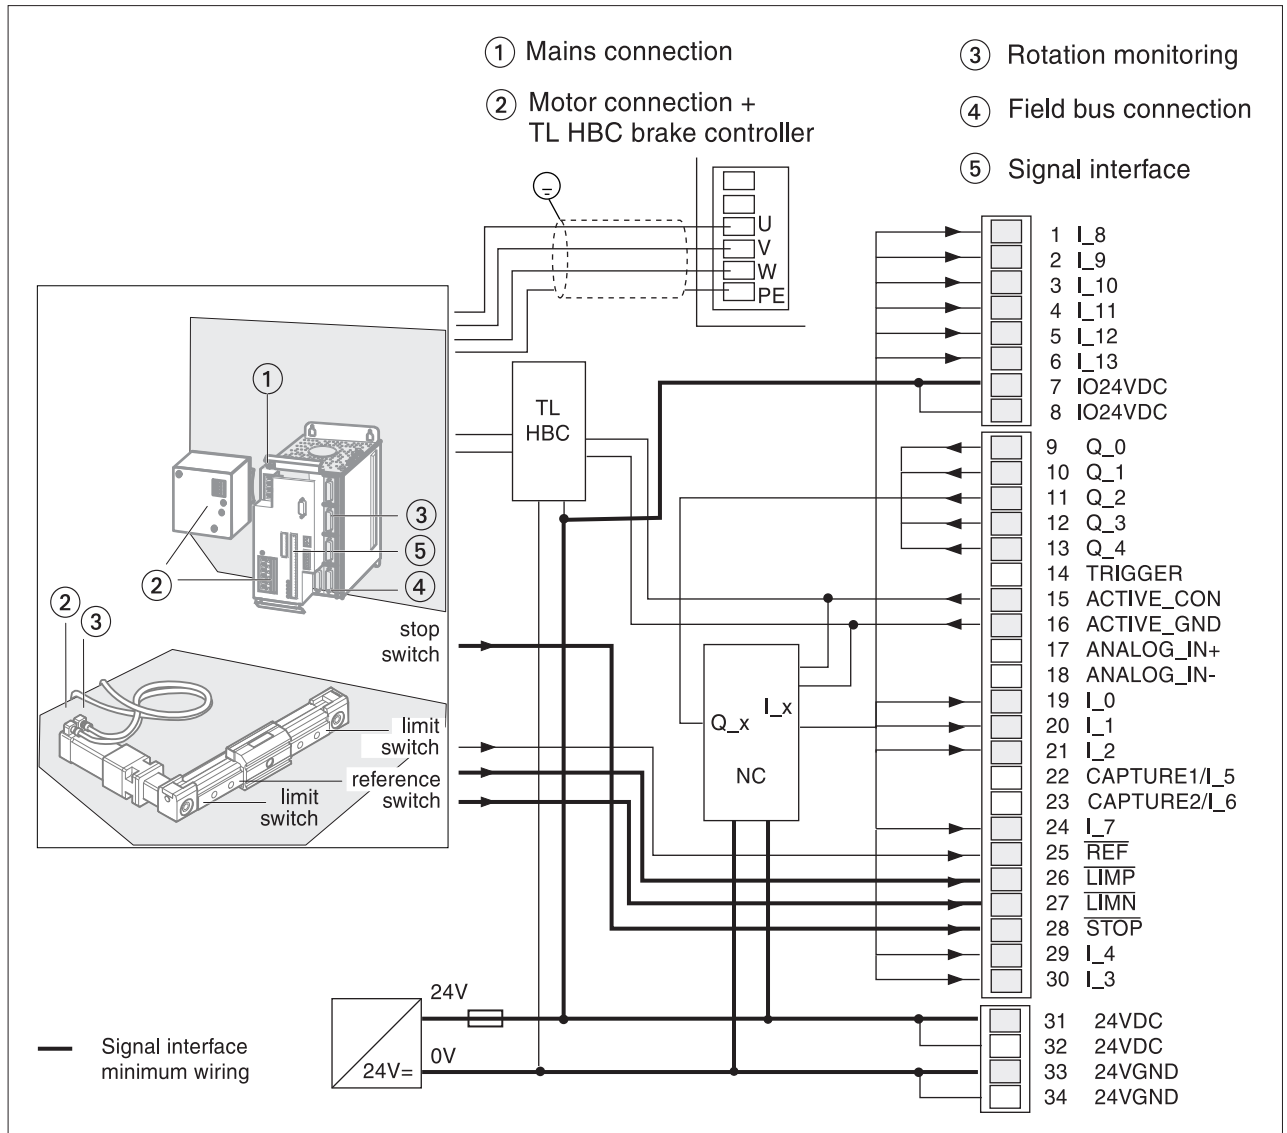 1 Mains connection
2 Motor connection +
TL HBC brake controller
3 Rotation monitoring
4 Field bus connection
5 Signal interface
U
V
W
PE
TL
HBC
1
3
5
4
2
2
3
stop
switch
limit
switch
reference
switch
limit
switch
Q_x
I_x
NC
1 I_8
2 I_9
3 I_10
4 I_11
5 I_12
6 I_13
7 IO24VDC
8 IO24VDC
9 Q_0
10 Q_1
11 Q_2
12 Q_3
13 Q_4
14 TRIGGER
15 ACTIVE_CON
16 ACTIVE_GND
17 ANALOG_IN+
18 ANALOG_IN-
19 I_0
20 I_1
21 I_2
22 CAPTURE1/I_5
23 CAPTURE2/I_6
24 I_7
25 REF
26 LIMP
27 LIMN
28 STOP
29 I_4
30 I_3
31 24VDC
32 24VDC
33 24VGND
34 24VGND
24V
0V
24V=
Signal interface
minimum wiring